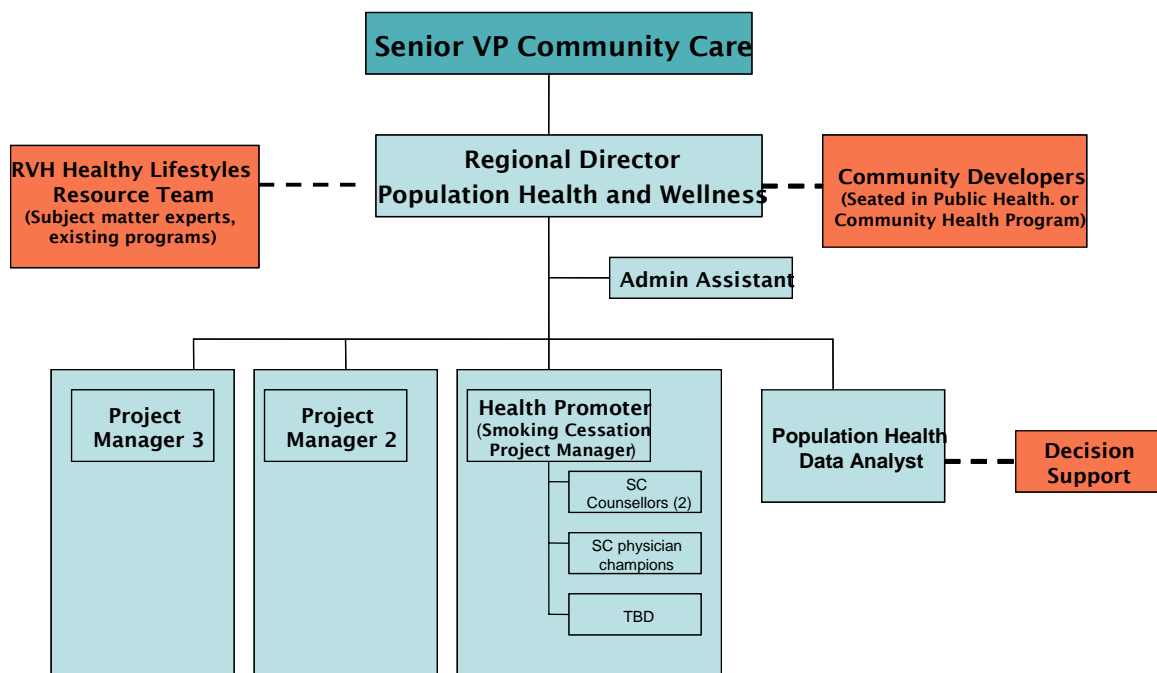 Senior VP Community Care
Regional Director
Population Health and Wellness
RVH Healthy Lifestyles
Resource Team
(Subject matter experts,
existing programs)
Community Developers
(Seated in Public Health. or
Community Health Program)
Admin Assistant
Project
Manager 3
Project
Manager 2
Health Promoter
(Smoking Cessation
Project Manager)
SC
Counsellors (2)
SC physician
champions
TBD
Population Health
Data Analyst
Decision
Support